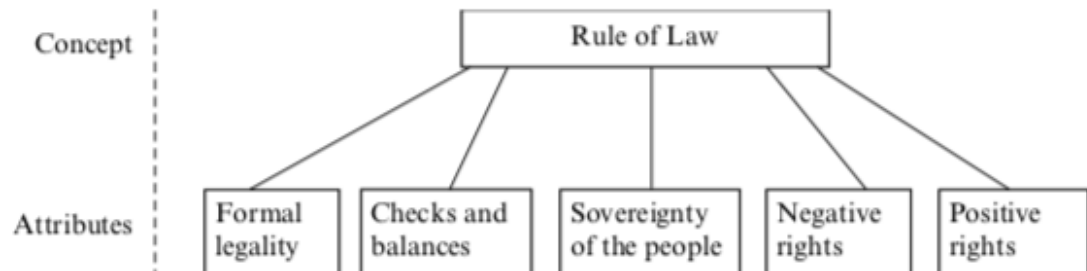 Concept
Rule of Law
Attributes
Formal
legality
Checks and
balances
Sovereignty
of the people
Negative
rights
Positive
rights